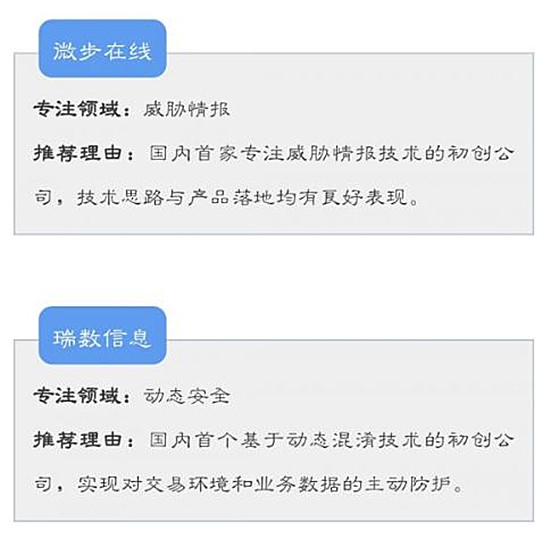 微步在线
专注领域：威胁情报
推荐理由：国内首家专注威胁情报技术的初创公
司，技术思路与产品落地均有良好表现。
瑞数信息
专注领域：动态安全
推荐理由：国内首个基于动态混淆技术的初创公
司，实现对交易环境和业务数据的主动防护。